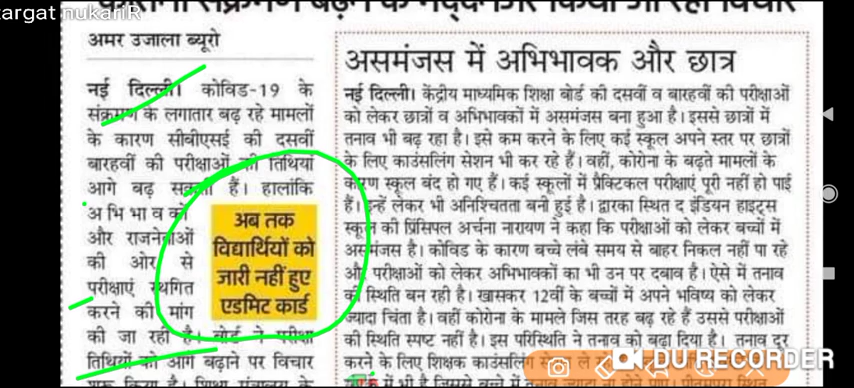 targat nukariR
अमर उजाला ब्यूरो
नई दिल्ली। कोविड-19 के
संक्रमण के लगातार बढ़ रहे मामलों
के कारण सीबीएसई की दसवीं
बारहवीं की परीक्षाओं की तिथियां
आगे बढ़ सकती हैं। हालांकि
अभिभावकों
और राजनेताओं
की ओर से
परीक्षाएं स्थगित
करने की मांग
की जा रही है। बोर्ड ने परीक्षा
तिथियों को आगे बढ़ाने पर विचार
अब तक
विद्यार्थियों को
जारी नहीं हुए
एडमिट कार्ड
असमंजस में अभिभावक और छात्र
नई दिल्ली। केंद्रीय माध्यमिक शिक्षा बोर्ड की दसवीं व बारहवीं की परीक्षाओं
को लेकर छात्रों व अभिभावकों में असमंजस बना हुआ है। इससे छात्रों में
तनाव भी बढ़ रहा है। इसे कम करने के लिए कई स्कूल अपने स्तर पर छात्रों
के लिए काउंसलिंग सेशन भी कर रहे हैं। वहीं, कोरोना के बढ़ते मामलों के
कारण स्कूल बंद हो गए हैं। कई स्कूलों में प्रैक्टिकल परीक्षाएं पूरी नहीं हो पाई
हैं। इन्हें लेकर भी अनिश्चितता बनी हुई है। द्वारका स्थित द इंडियन हाइट्स
स्कूल की प्रिंसिपल अर्चना नारायण ने कहा कि परीक्षाओं को लेकर बच्चों में
असमंजस है। कोविड के कारण बच्चे लंबे समय से बाहर निकल नहीं पा रहे
और परीक्षाओं को लेकर अभिभावकों का भी उन पर दबाव है। ऐसे में तनाव
की स्थिति बन रही है। खासकर 12वीं के बच्चों में अपने भविष्य को लेकर
ज्यादा चिंता है। वहीं कोरोना के मामले जिस तरह बढ़ रहे हैं उससे परीक्षाओं
की स्थिति स्पष्ट नहीं है। इस परिस्थिति ने तनाव को बढ़ा दिया है। तनाव दूर
करने के लिए शिक्षक काउंसलिंग
DU RECORDER